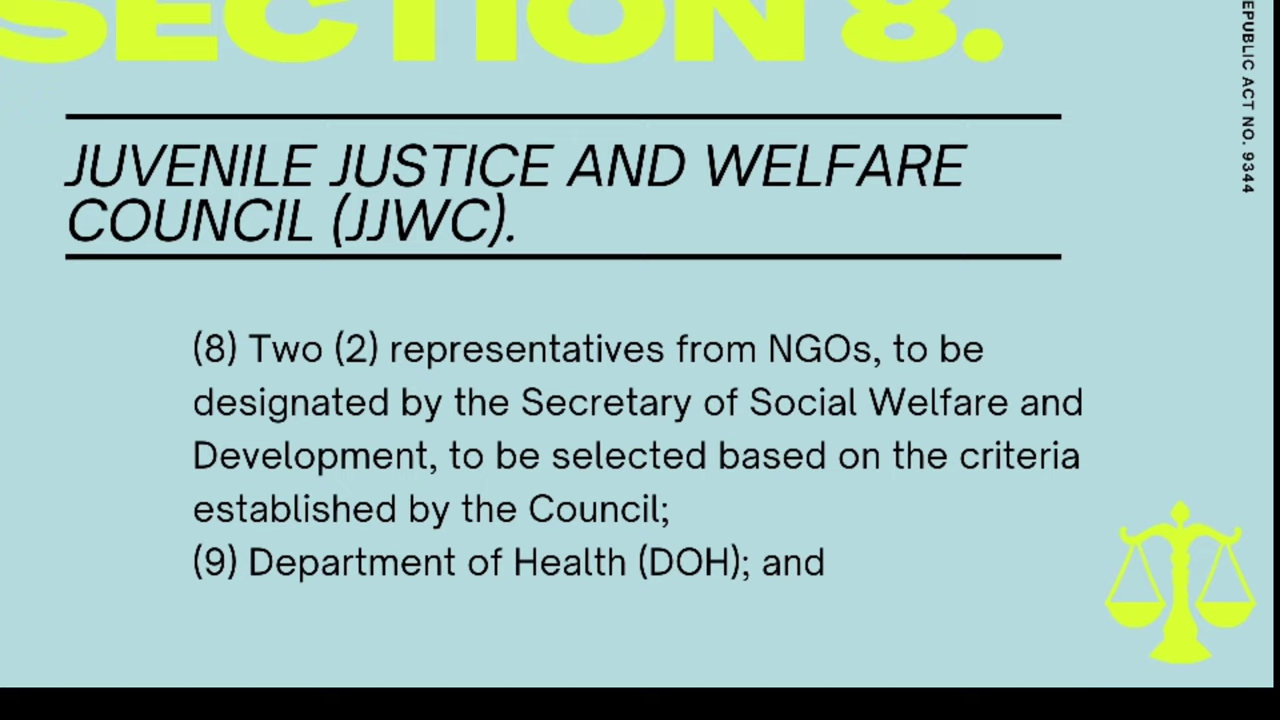 SECTION 8.
JUVENILE JUSTICE AND WELFARE
COUNCIL (JJWC).
(8) Two (2) representatives from NGOs, to be
designated by the Secretary of Social Welfare and
Development, to be selected based on the criteria
established by the Council;
(9) Department of Health (DOH); and
EPUBLIC ACT NO. 9344